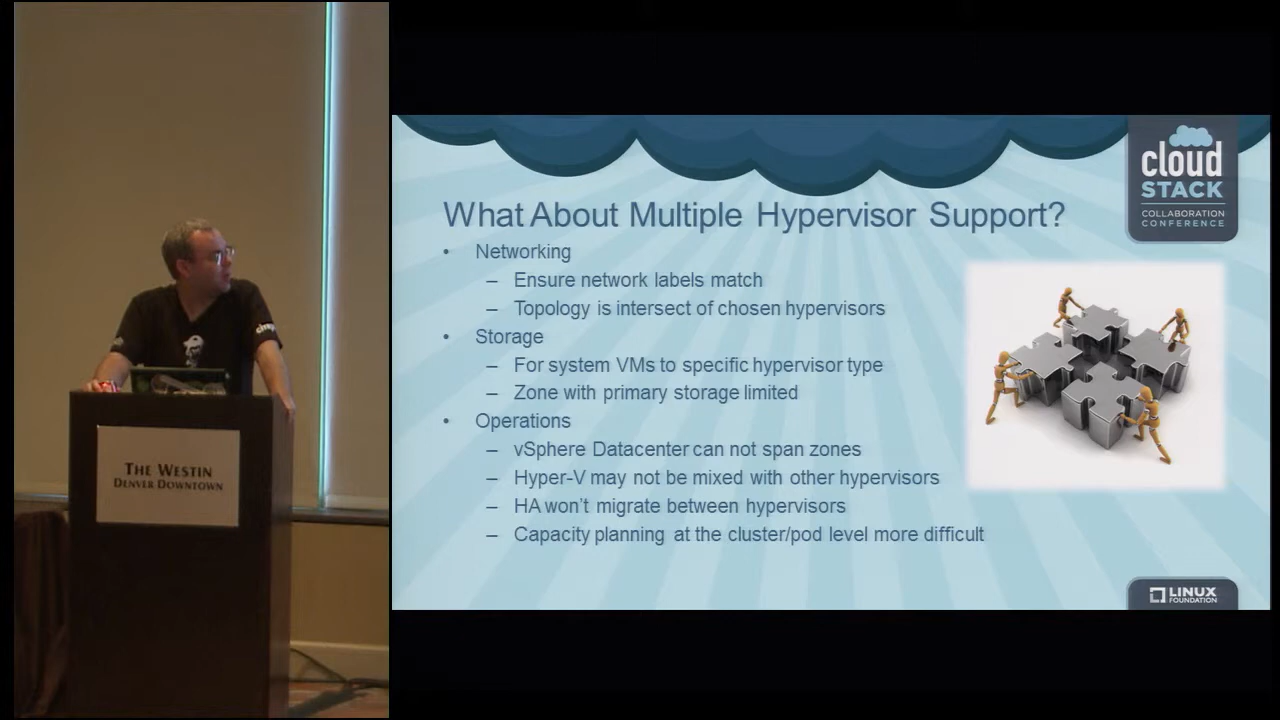 THE WESTIN
DENVER DOWNTOWN
cloud
STACK
COLLABORATION
CONFERENCE
What About Multiple Hypervisor Support?
• Networking
– Ensure network labels match
– Topology is intersect of chosen hypervisors
• Storage
– For system VMs to specific hypervisor type
– Zone with primary storage limited
• Operations
– vSphere Datacenter can not span zones
– Hyper-V may not be mixed with other hypervisors
– HA won't migrate between hypervisors
– Capacity planning at the cluster/pod level more difficult
LINUX
FOUNDATION